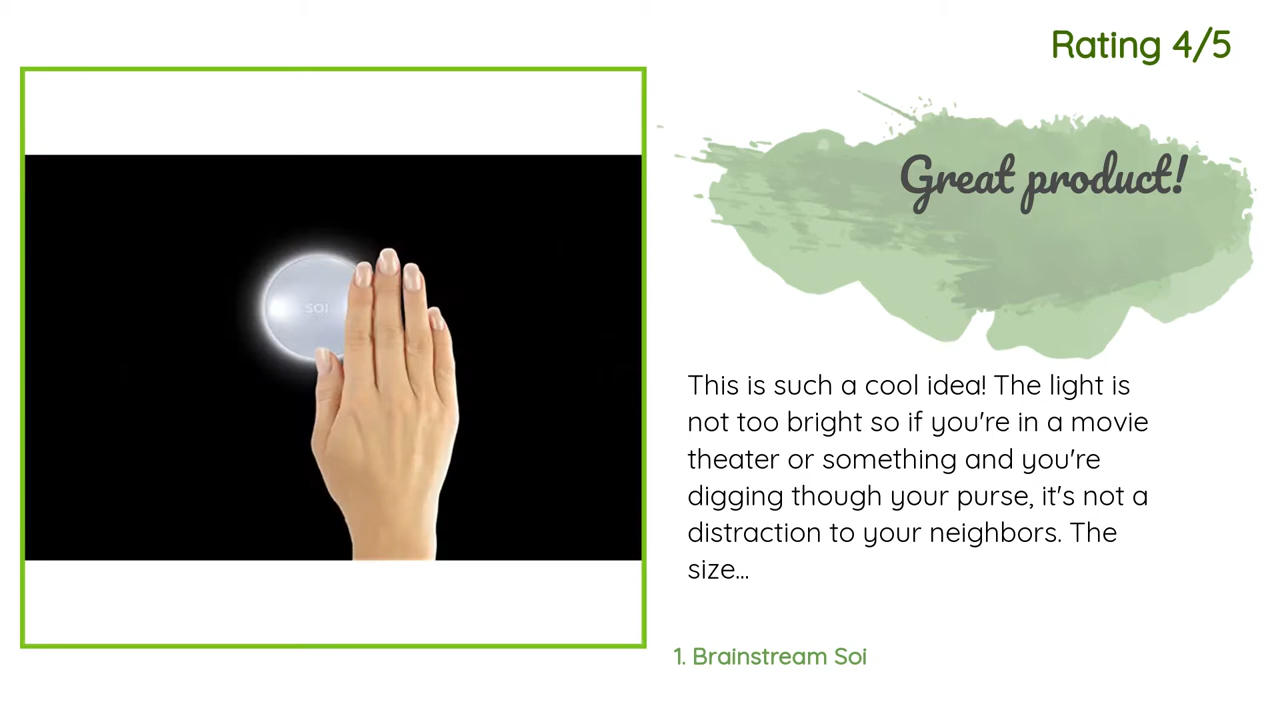 Rating 4/5
Great product!
SOI
This is such a cool idea! The light is
not too bright so if you're in a movie
theater or something and you're
digging though your purse, it's not a
distraction to your neighbors. The
size...
1. Brainstream Soi